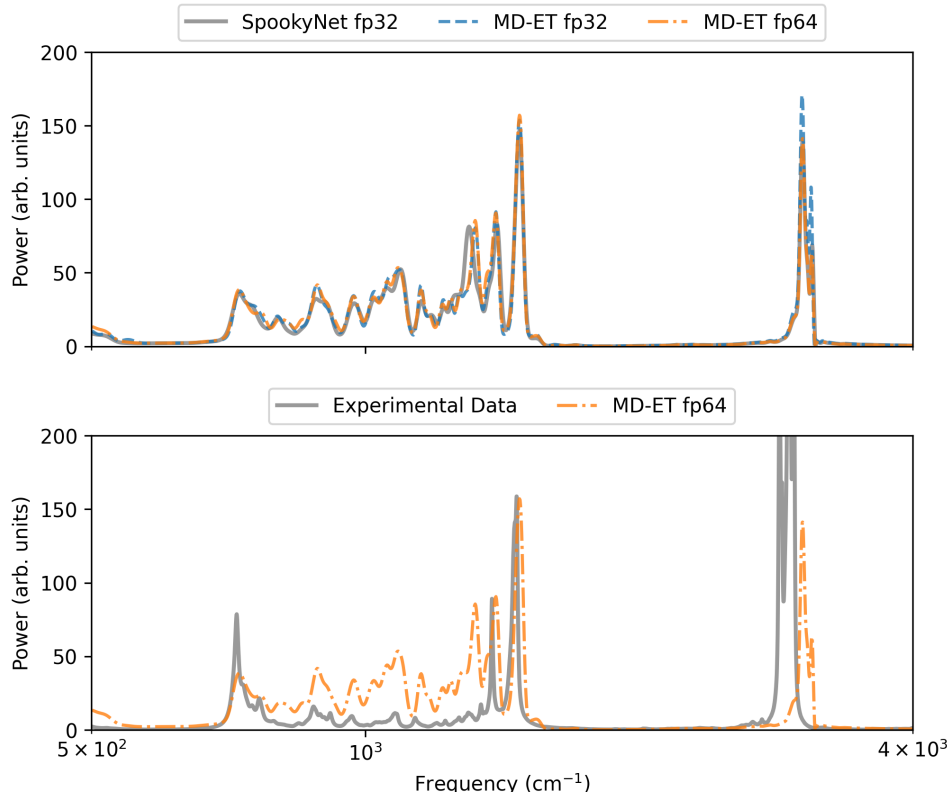 SpookyNet fp32 MD-ET fp32 MD-ET fp64
200
150
100
50
0
Power (arb. units)
Experimental Data MD-ET fp64
200
150
100
50
0
Power (arb. units)
5 × 10² 10³ 4 × 10³
Frequency (cm⁻¹)